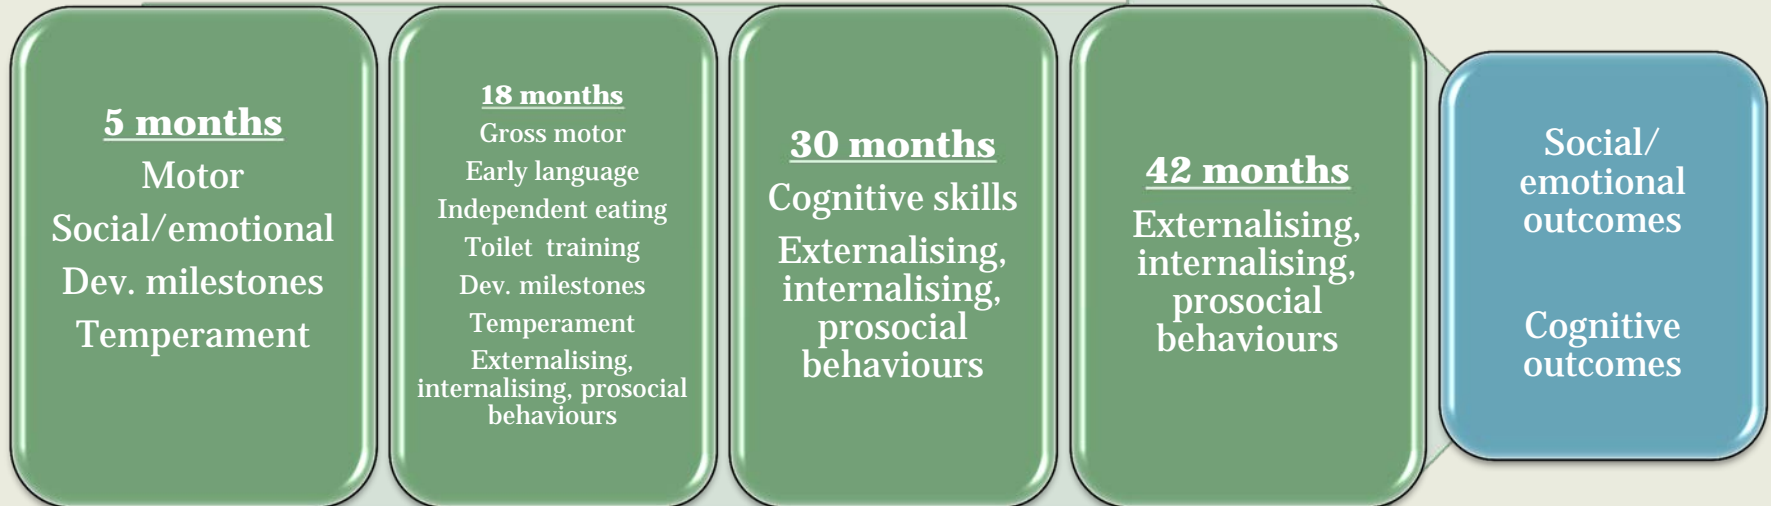 5 months
Motor
Social/emotional
Dev. milestones
Temperament
18 months
Gross motor
Early language
Independent eating
Toilet training
Dev. milestones
Temperament
Externalising,
internalising, prosocial
behaviours
30 months
Cognitive skills
Externalising,
internalising,
prosocial
behaviours
42 months
Externalising,
internalising,
prosocial
behaviours
Social/
emotional
outcomes
Cognitive
outcomes